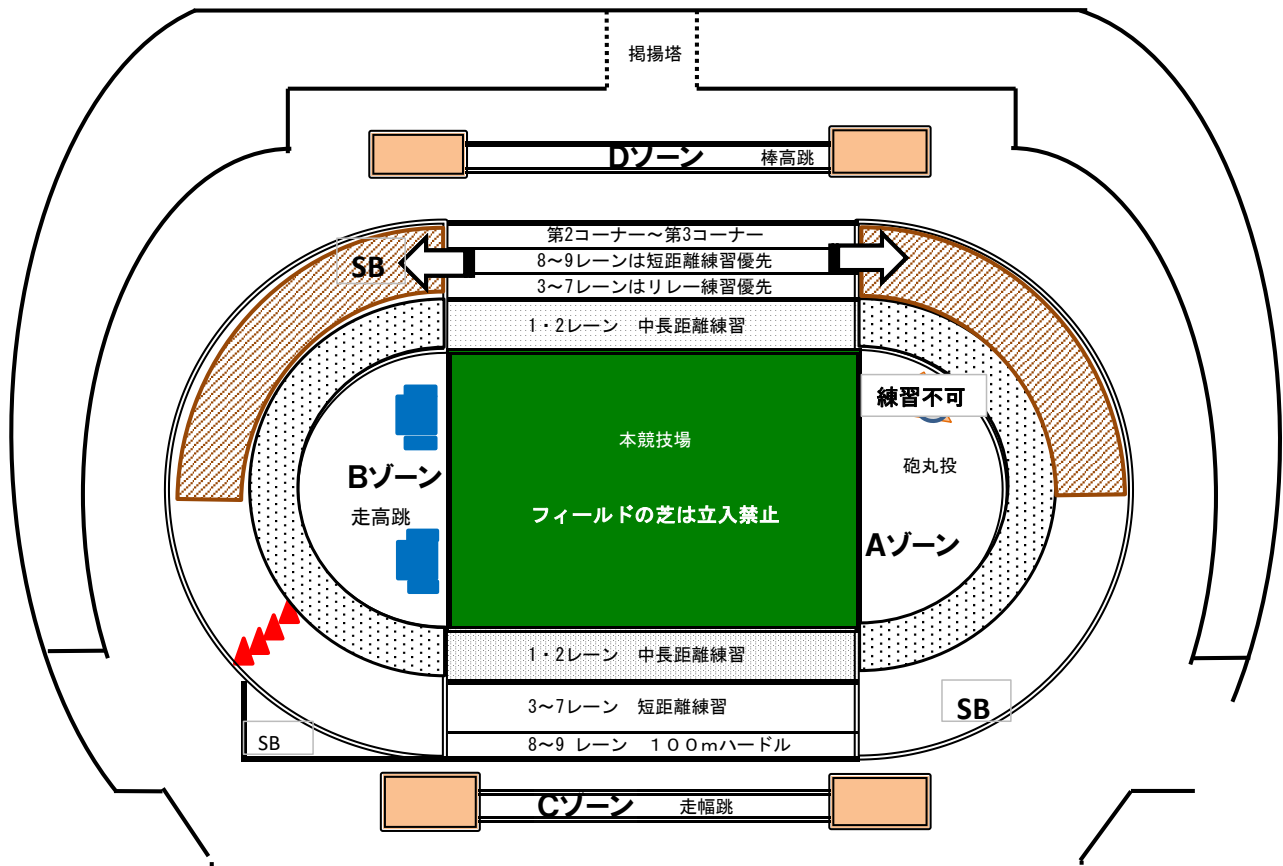 掲揚塔
Dゾーン 棒高跳
第2コーナー～第3コーナー
SB
8～9レーンは短距離練習優先
3～7レーンはリレー練習優先
1・2レーン　中長距離練習
練習不可
本競技場
砲丸投
Bゾーン
走高跳
フィールドの芝は立入禁止
Aゾーン
1・2レーン　中長距離練習
3～7レーン　短距離練習
SB
SB
8～9 レーン　１００ｍハードル
Cゾーン 走幅跳